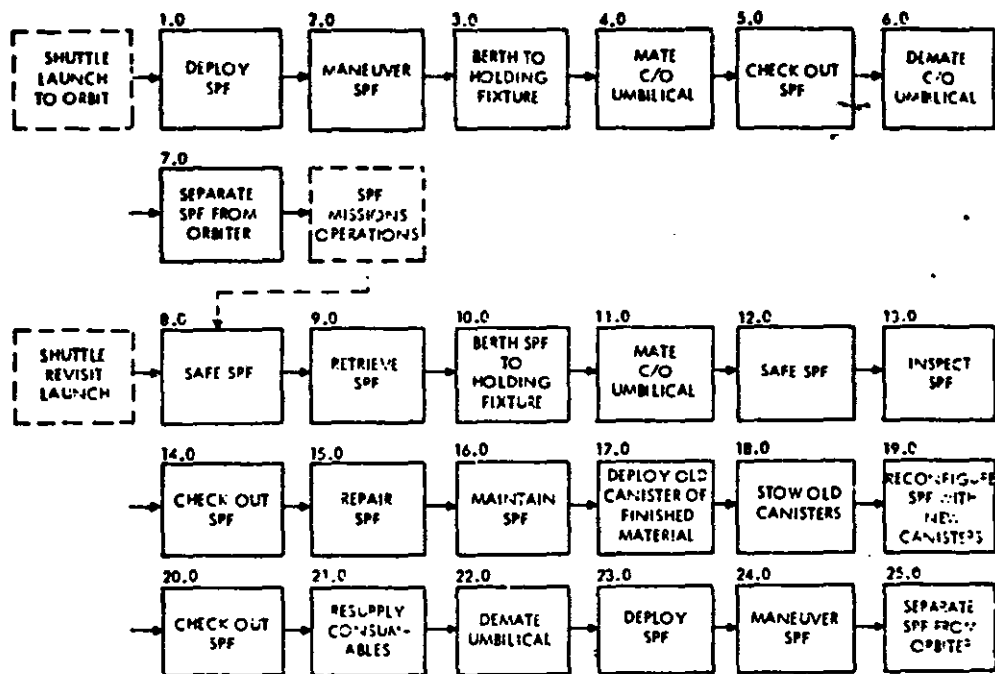 1.0
2.0
3.0
4.0
5.0
6.0
SHUTTLE
LAUNCH
TO ORBIT
DEPLOY
SPF
MANEUVER
SPF
BERTH TO
HOLDING
FIXTURE
MATE
C/O
UMBILICAL
CHECK OUT
SPF
DEMATE
C/O
UMBILICAL
7.0
SEPARATE
SPF FROM
ORBITER
SPF
MISSIONS
OPERATIONS
8.0
9.0
10.0
11.0
12.0
13.0
SHUTTLE
REVISIT
LAUNCH
SAFE SPF
RETRIEVE
SPF
BERTH SPF
TO
HOLDING
FIXTURE
MATE
C/O
UMBILICAL
SAFE SPF
INSPECT
SPF
14.0
15.0
16.0
17.0
18.0
19.0
CHECK OUT
SPF
REPAIR
SPF
MAINTAIN
SPF
DEPLOY OLD
CANISTER OF
FINISHED
MATERIAL
STOW OLD
CANISTERS
RECONFIGURE
SPF WITH
NEW
CANISTERS
20.0
21.0
22.0
23.0
24.0
25.0
CHECK OUT
SPF
RESUPPLY
CONSUM-
ABLES
DEMATE
UMBILICAL
DEPLOY
SPF
MANEUVER
SPF
SEPARATE
SPF FROM
ORBITER